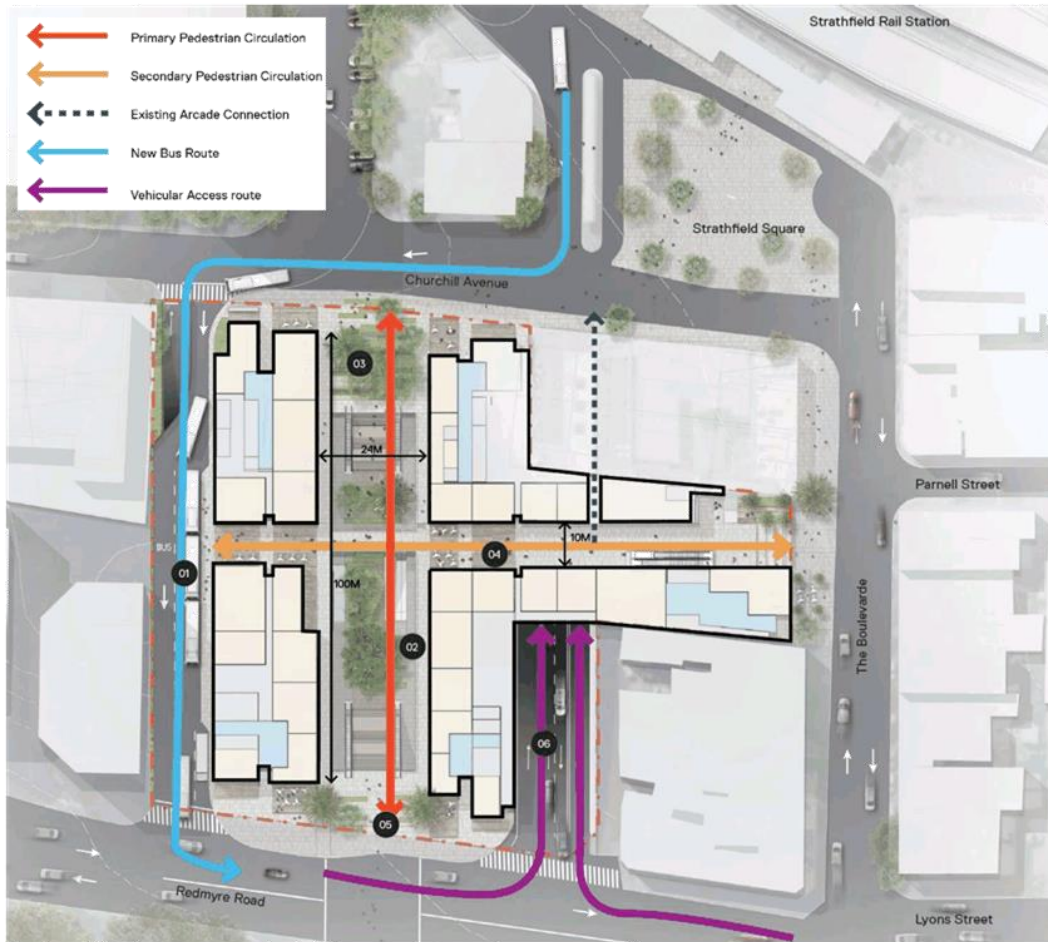 Primary Pedestrian Circulation
Secondary Pedestrian Circulation
Existing Arcade Connection
New Bus Route
Vehicular Access route
Strathfield Rail Station
Strathfield Square
Churchill Avenue
03
24M
Parnell Street
BUS
04
10M
01
100M
02
The Boulevarde
06
05
Redmyre Road
Lyons Street